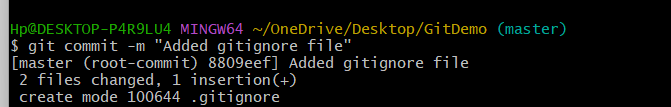 Hp@DESKTOP-P4R9LU4 MINGW64 ~/OneDrive/Desktop/GitDemo (master)
$ git commit -m "Added gitignore file"
[master (root-commit) 8809eef] Added gitignore file
 2 files changed, 1 insertion(+)
 create mode 100644 .gitignore